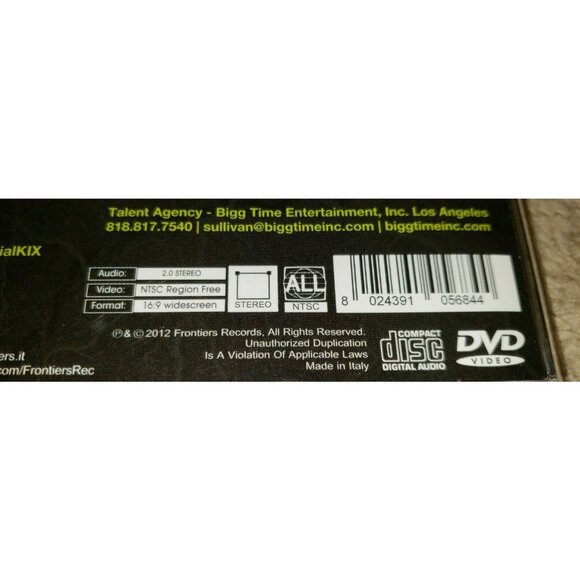 Talent Agency - Bigg Time Entertainment, Inc. Los Angeles
818.817.7540 | sullivan@biggtimeinc.com | biggtimeinc.com
ialKIX
Audio: 2.0 STEREO
Video: NTSC Region Free
Format: 16:9 widescreen
STEREO
ALL
NTSC
8 024391 056844
℗ & © 2012 Frontiers Records, All Rights Reserved.
Unauthorized Duplication
Is A Violation Of Applicable Laws
Made in Italy
ers.it
com/FrontiersRec
COMPACT
disc
DIGITAL AUDIO
DVD
VIDEO